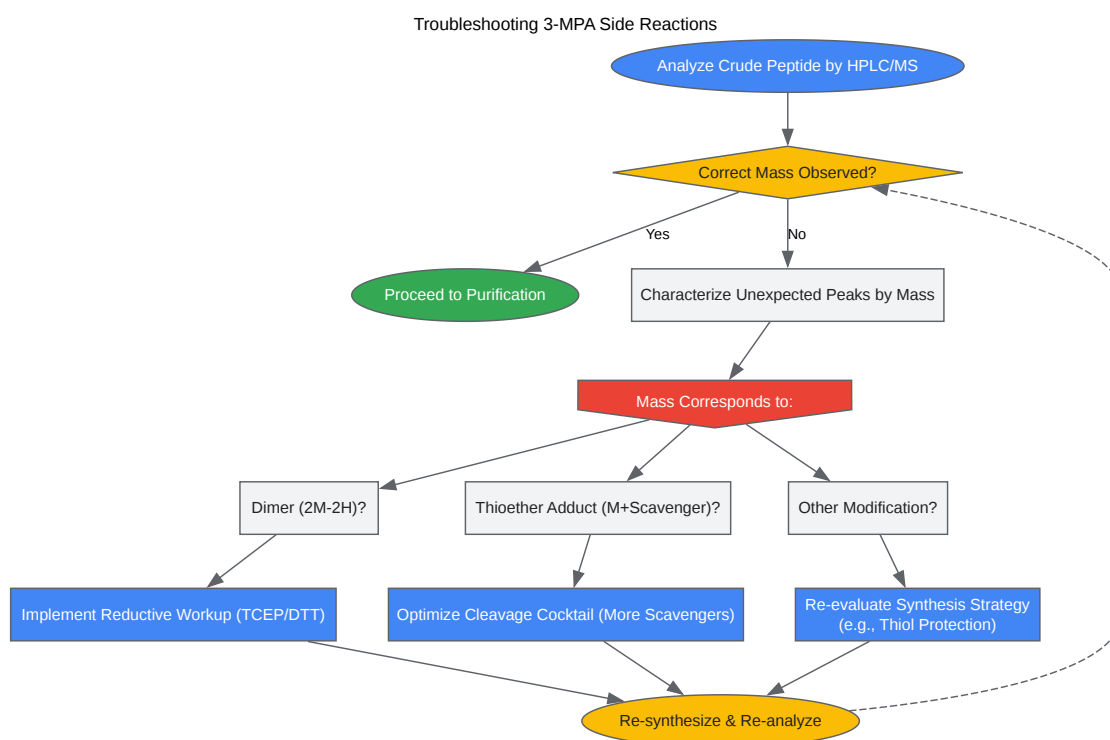 Troubleshooting 3-MPA Side Reactions
Analyze Crude Peptide by HPLC/MS
Correct Mass Observed?
Yes
No
Proceed to Purification
Characterize Unexpected Peaks by Mass
Mass Corresponds to:
Dimer (2M-2H)?
Thioether Adduct (M+Scavenger)?
Other Modification?
Implement Reductive Workup (TCEP/DTT)
Optimize Cleavage Cocktail (More Scavengers)
Re-evaluate Synthesis Strategy
(e.g., Thiol Protection)
Re-synthesize & Re-analyze